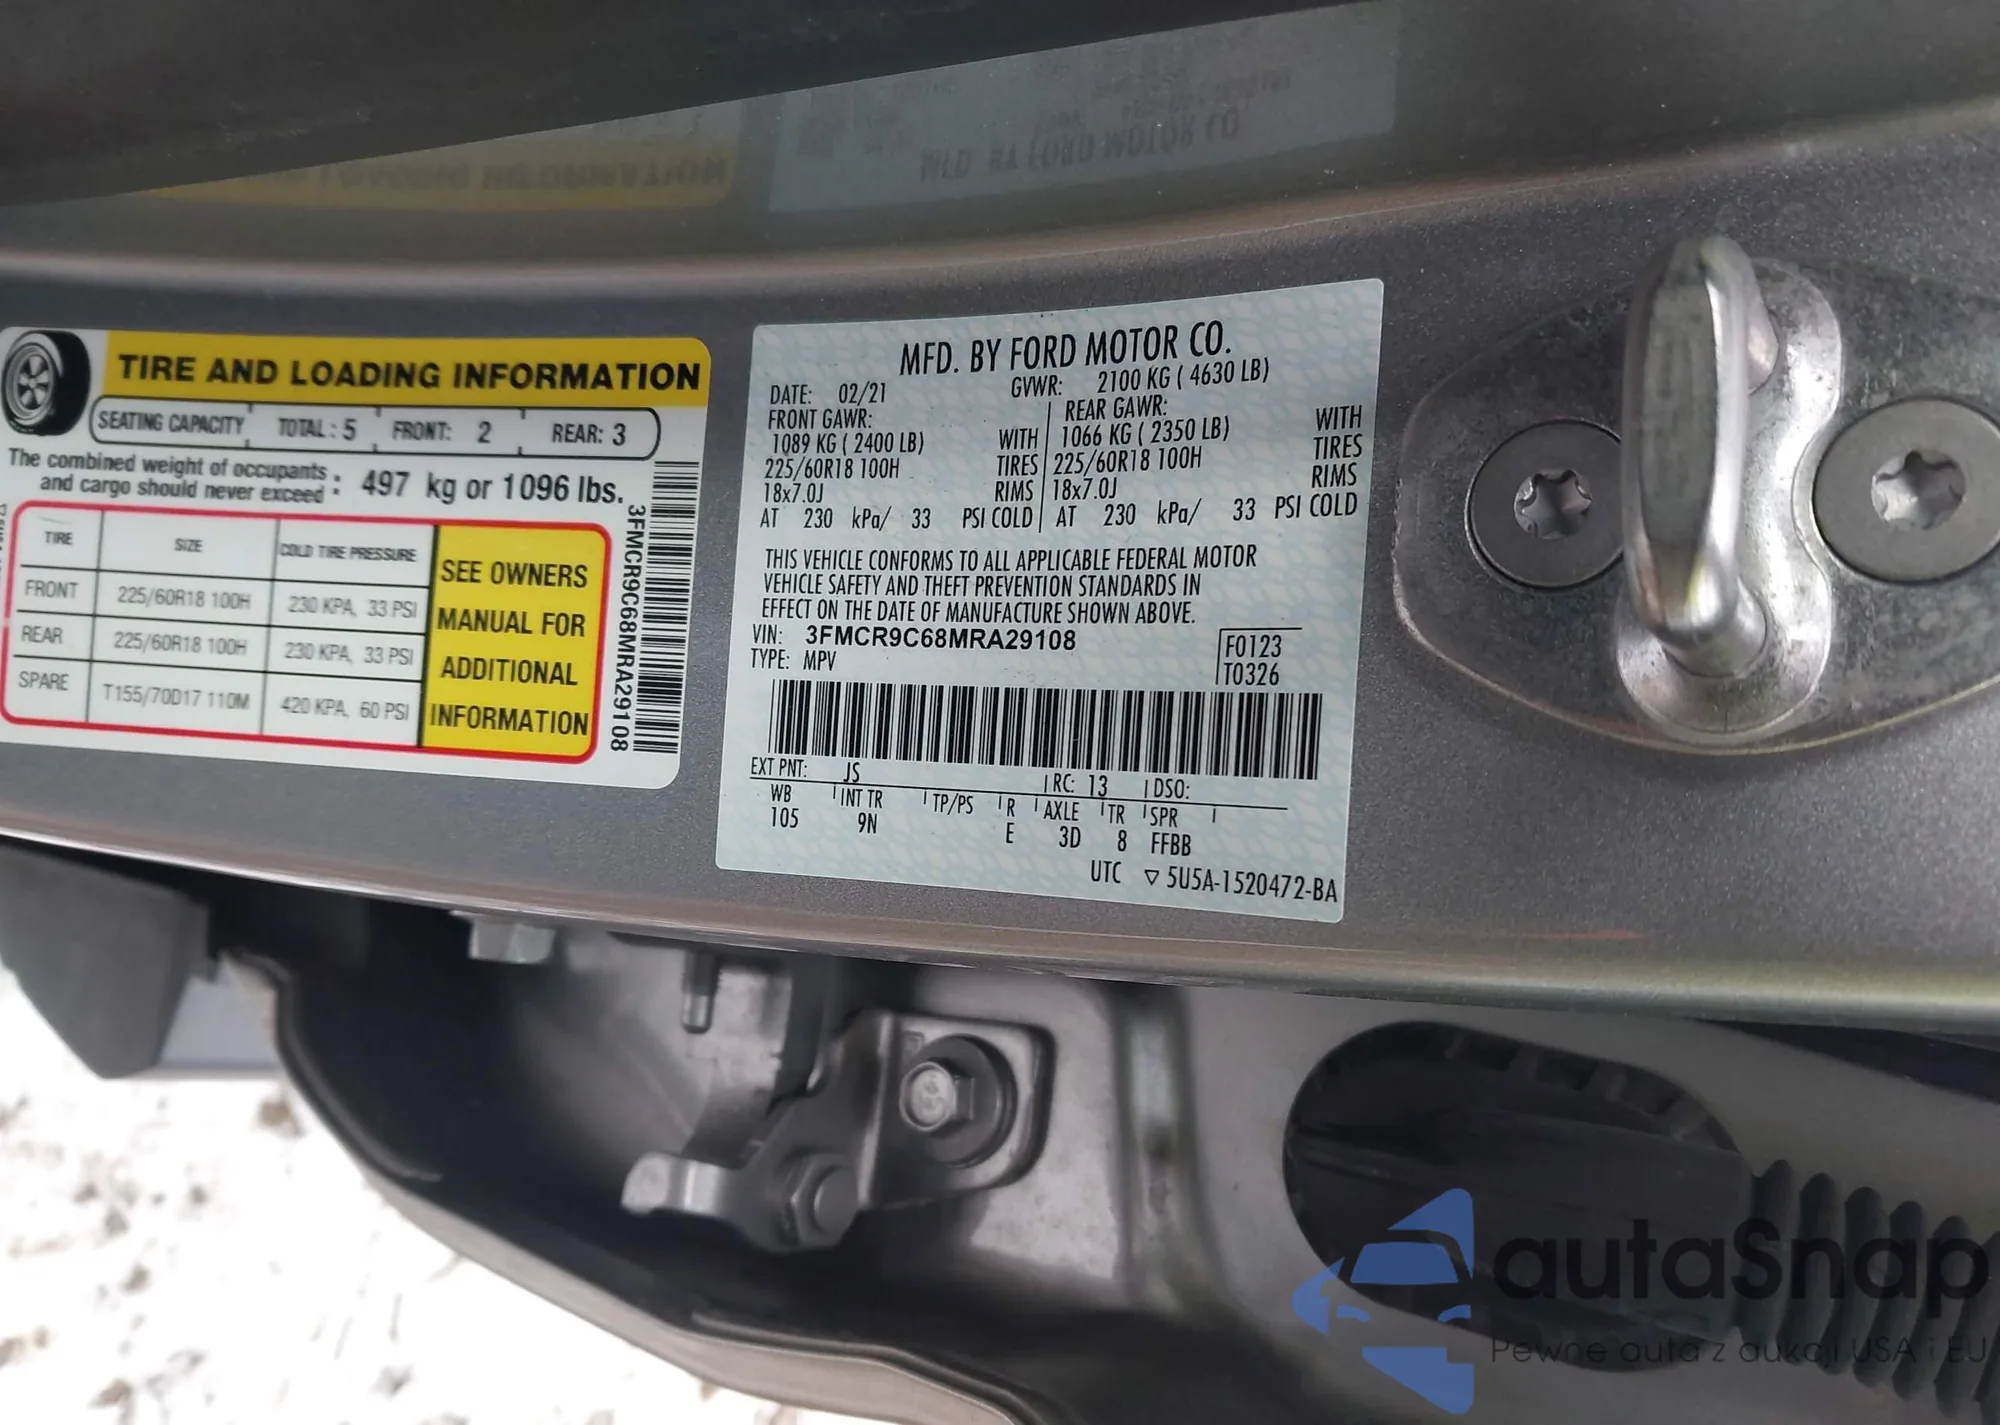 TIRE AND LOADING INFORMATION
SEATING CAPACITY TOTAL: 5 FRONT: 2 REAR: 3
The combined weight of occupants
and cargo should never exceed : 497 kg or 1096 lbs.
TIRE SIZE COLD TIRE PRESSURE
FRONT 225/60R18 100H 230 KPA, 33 PSI
REAR 225/60R18 100H 230 KPA, 33 PSI
SPARE T155/70D17 110M 420 KPA, 60 PSI
SEE OWNERS
MANUAL FOR
ADDITIONAL
INFORMATION
3FMCR9C68MRA29108
MFD. BY FORD MOTOR CO.
DATE: 02/21 GVWR: 2100 KG ( 4630 LB)
FRONT GAWR: REAR GAWR:
1089 KG ( 2400 LB) WITH 1066 KG ( 2350 LB) WITH
225/60R18 100H TIRES 225/60R18 100H TIRES
18x7.0J RIMS 18x7.0J RIMS
AT 230 kPa/ 33 PSI COLD AT 230 kPa/ 33 PSI COLD
THIS VEHICLE CONFORMS TO ALL APPLICABLE FEDERAL MOTOR
VEHICLE SAFETY AND THEFT PREVENTION STANDARDS IN
EFFECT ON THE DATE OF MANUFACTURE SHOWN ABOVE.
VIN: 3FMCR9C68MRA29108 F0123
TYPE: MPV T0326
EXT PNT: JS RC: 13 DSO:
WB INT TR TP/PS R AXLE TR SPR
105 9N E 3D 8 FFBB
UTC ▽ 5U5A-1520472-BA
autaSnap
Pewne auta z aukcji USA i EU